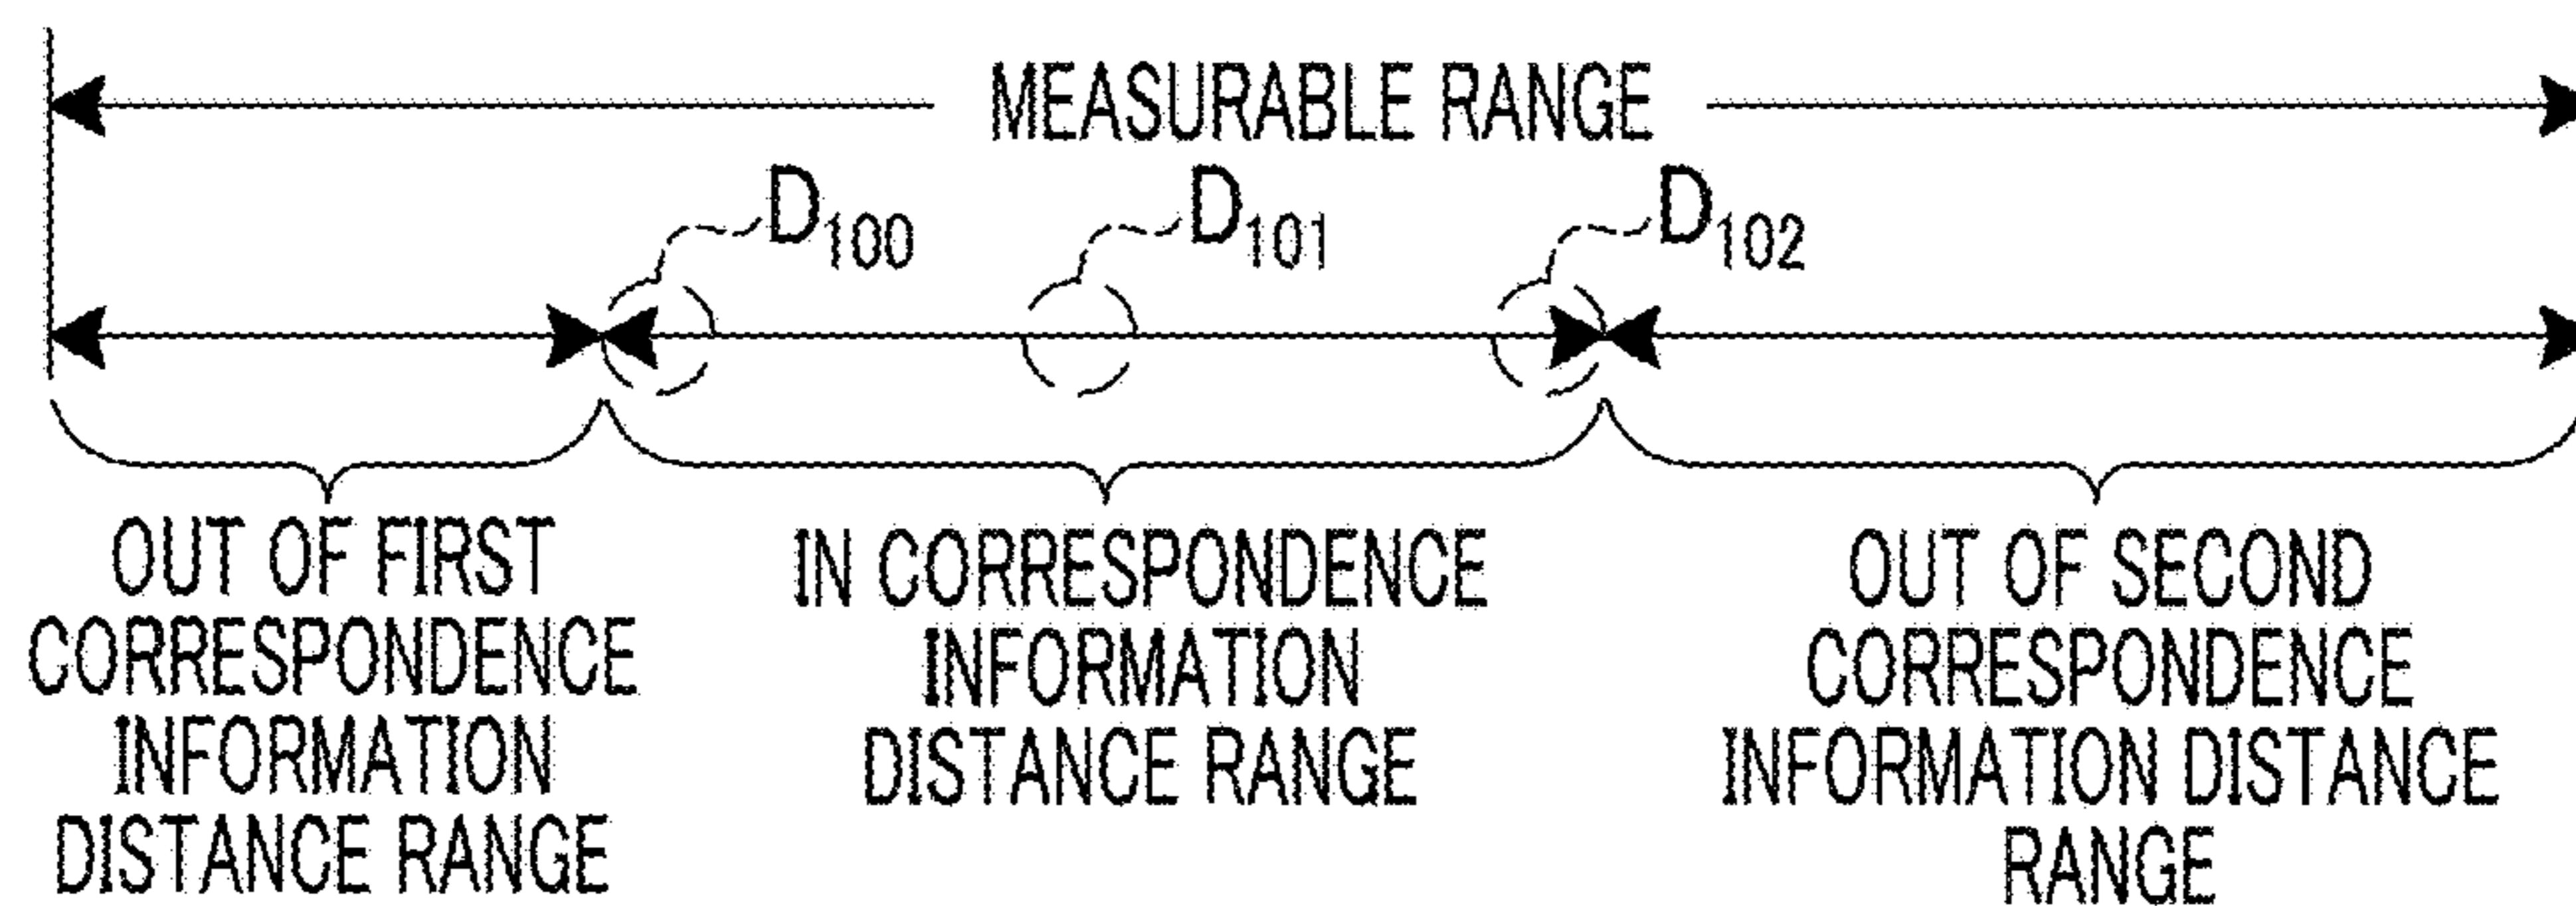 MEASURABLE RANGE
D100 D101 D102
OUT OF FIRST
CORRESPONDENCE
INFORMATION
DISTANCE RANGE
IN CORRESPONDENCE
INFORMATION
DISTANCE RANGE
OUT OF SECOND
CORRESPONDENCE
INFORMATION DISTANCE
RANGE